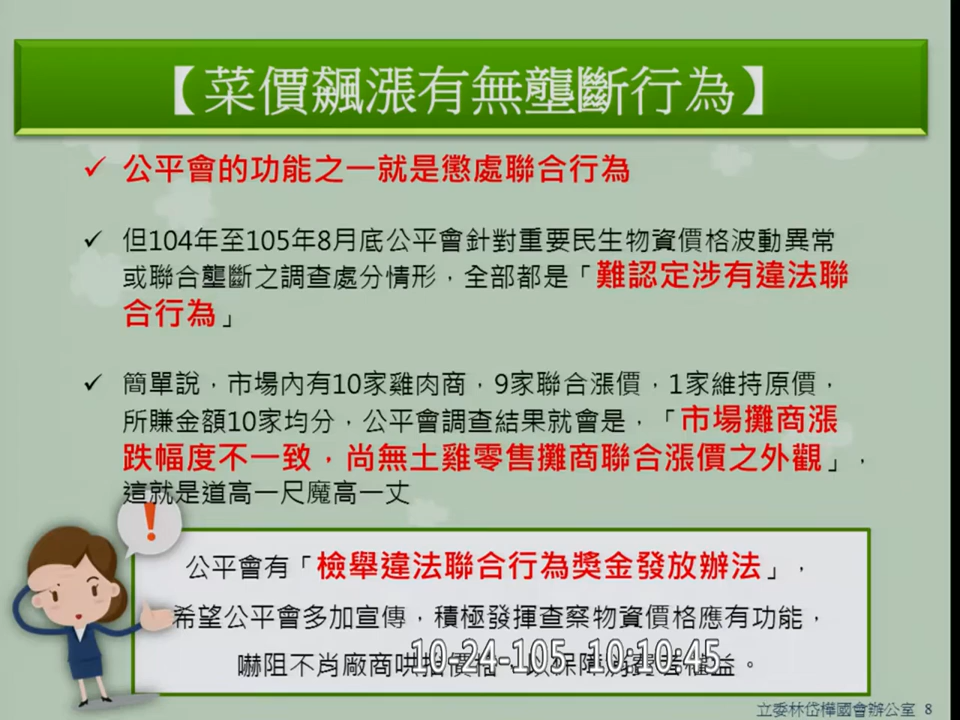 【菜價飆漲有無壟斷行為】
✓ 公平會的功能之一就是懲處聯合行為
✓ 但104年至105年8月底公平會針對重要民生物資價格波動異常
或聯合壟斷之調查處分情形，全部都是「難認定涉有違法聯
合行為」
✓ 簡單說，市場內有10家雞肉商，9家聯合漲價，1家維持原價，
所賺金額10家均分，公平會調查結果就會是，「市場攤商漲
跌幅度不一致，尚無土雞零售攤商聯合漲價之外觀」，
這就是道高一尺魔高一丈
!
公平會有「檢舉違法聯合行為獎金發放辦法」，
希望公平會多加宣傳，積極發揮查察物資價格應有功能，
嚇阻不肖廠商哄抬價格，以保障消費者權益。
10-24-105 10:10:45
立委林岱樺國會辦公室 8